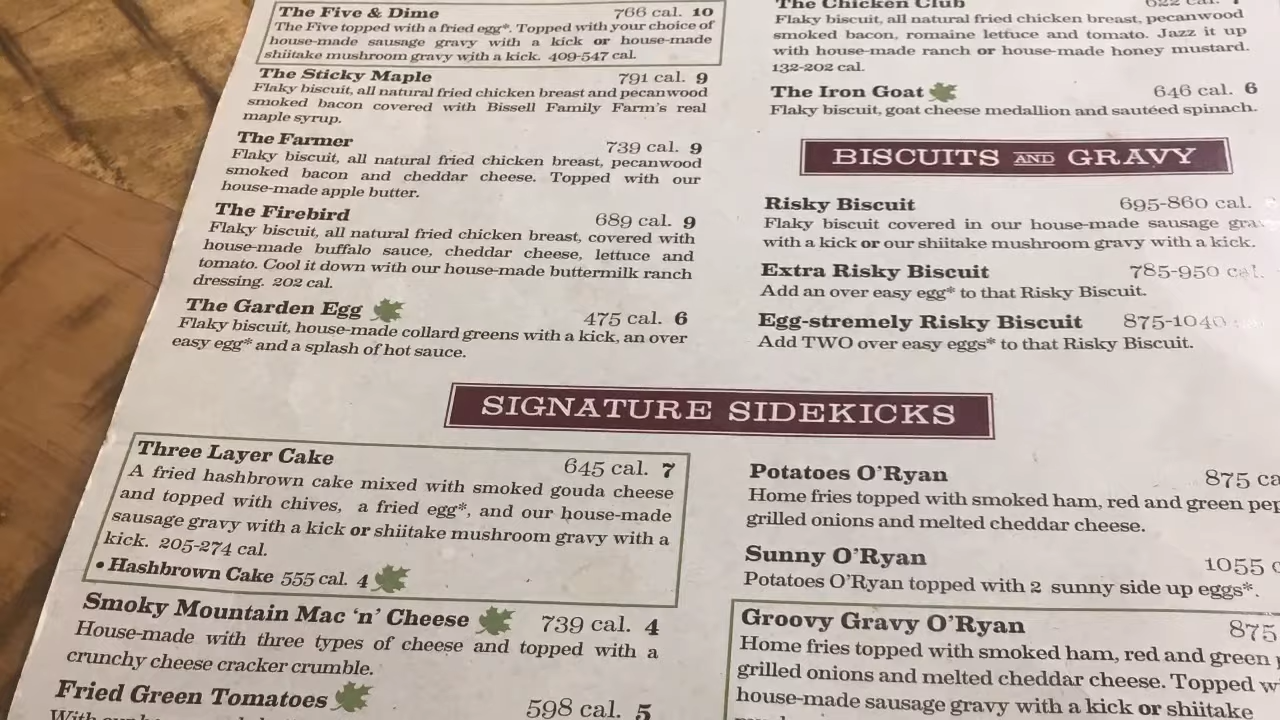 The Five & Dime 766 cal. 10
The Five topped with a fried egg*. Topped with your choice of
house-made sausage gravy with a kick or house-made
shiitake mushroom gravy with a kick. 409-547 cal.
The Sticky Maple 791 cal. 9
Flaky biscuit, all natural fried chicken breast and pecanwood
smoked bacon covered with Bissell Family Farm's real
maple syrup.
The Farmer 739 cal. 9
Flaky biscuit, all natural fried chicken breast, pecanwood
smoked bacon and cheddar cheese. Topped with our
house-made apple butter.
The Firebird 689 cal. 9
Flaky biscuit, all natural fried chicken breast, covered with
house-made buffalo sauce, cheddar cheese, lettuce and
tomato. Cool it down with our house-made buttermilk ranch
dressing. 202 cal.
The Garden Egg 475 cal. 6
Flaky biscuit, house-made collard greens with a kick, an over
easy egg* and a splash of hot sauce.
The Chicken Club
Flaky biscuit, all natural fried chicken breast, pecanwood
smoked bacon, romaine lettuce and tomato. Jazz it up
with house-made ranch or house-made honey mustard.
132-202 cal.
The Iron Goat 646 cal. 6
Flaky biscuit, goat cheese medallion and sautéed spinach.
BISCUITS AND GRAVY
Risky Biscuit 695-860 cal.
Flaky biscuit covered in our house-made sausage
with a kick or our shiitake mushroom gravy with a kick.
Extra Risky Biscuit 785-950 cal.
Add an over easy egg* to that Risky Biscuit.
Egg-stremely Risky Biscuit 875-1040
Add TWO over easy eggs* to that Risky Biscuit.
SIGNATURE SIDEKICKS
Three Layer Cake 645 cal. 7
A fried hashbrown cake mixed with smoked gouda cheese
and topped with chives, a fried egg*, and our house-made
sausage gravy with a kick or shiitake mushroom gravy with a
kick. 205-274 cal.
• Hashbrown Cake 555 cal. 4
Smoky Mountain Mac 'n' Cheese 739 cal. 4
House-made with three types of cheese and topped with a
crunchy cheese cracker crumble.
Fried Green Tomatoes 598 cal. 5
Potatoes O'Ryan 875
Home fries topped with smoked ham, red and green
grilled onions and melted cheddar cheese.
Sunny O'Ryan 1055
Potatoes O'Ryan topped with 2 sunny side up eggs*.
Groovy Gravy O'Ryan 875
Home fries topped with smoked ham, red and green
grilled onions and melted cheddar cheese. Topped
house-made sausage gravy with a kick or shiitake